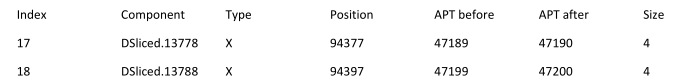 Index Component Type Position APT before APT after Size
17 DSliced.13778 X 94377 47189 47190 4
18 DSliced.13788 X 94397 47199 47200 4